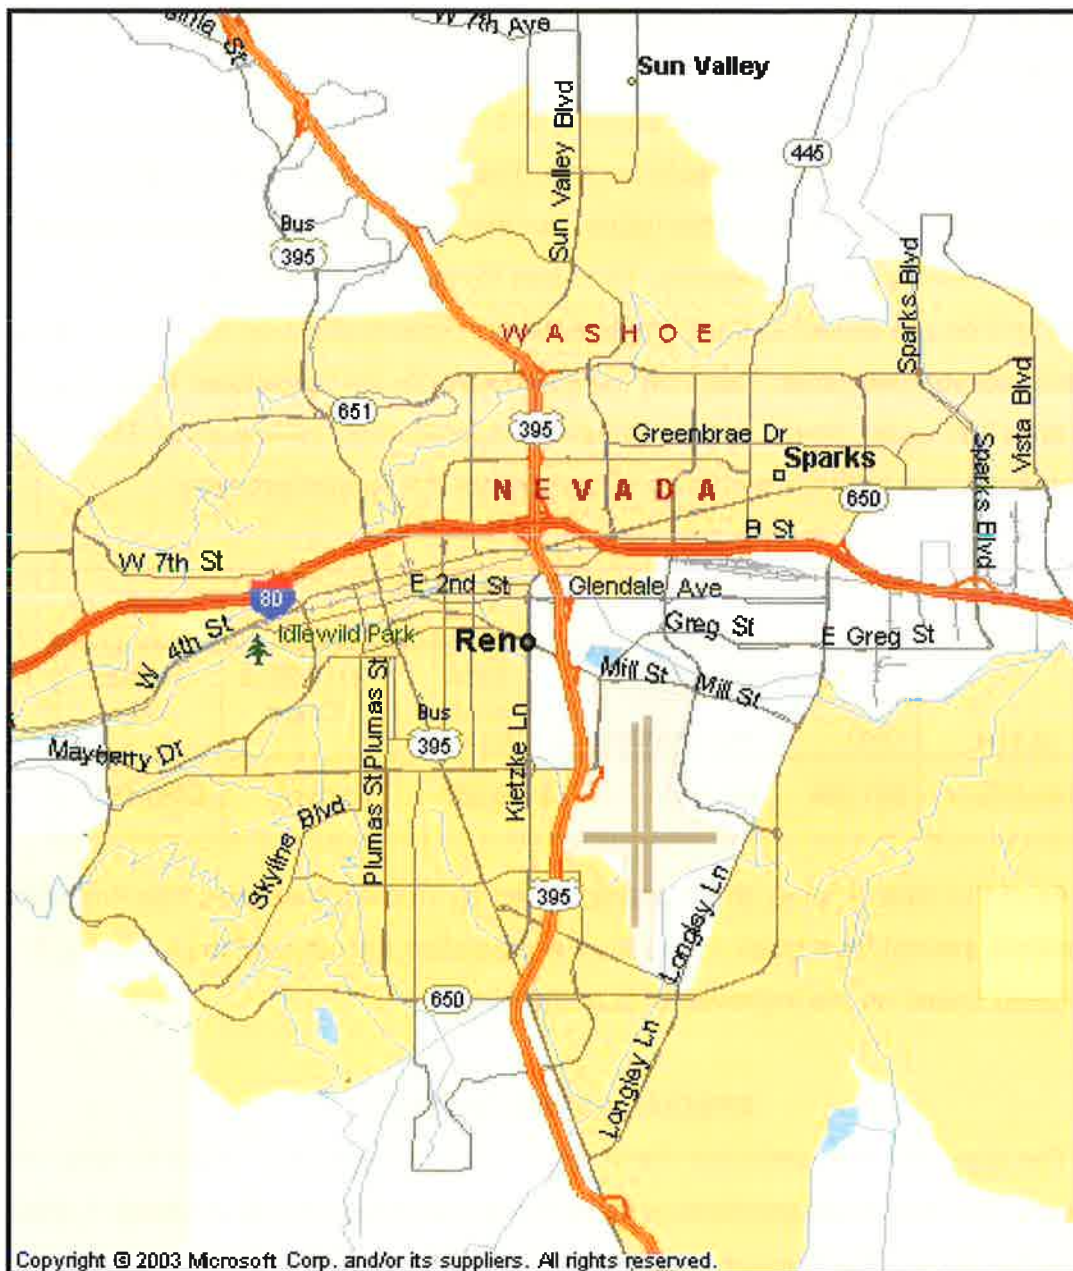 W 7th Ave
Sun Valley
Sun Valley Blvd
445
Bus
395
Sparks Blvd
WASHOE
Vista Blvd
651
395
Greenbrae Dr
Sparks
Sparks Blvd
NEVADA
650
B St
W 7th St
80
E 2nd St
Glendale Ave
W 4th St
Idlewild Park
Reno
Greg St
E Greg St
Mill St
Mill St
Plumas St
Bus
395
Mayberry Dr
Kietzke Ln
Plumas St
Skyline Blvd
395
Longley Ln
650
Longley Ln
Copyright © 2003 Microsoft Corp. and/or its suppliers. All rights reserved.